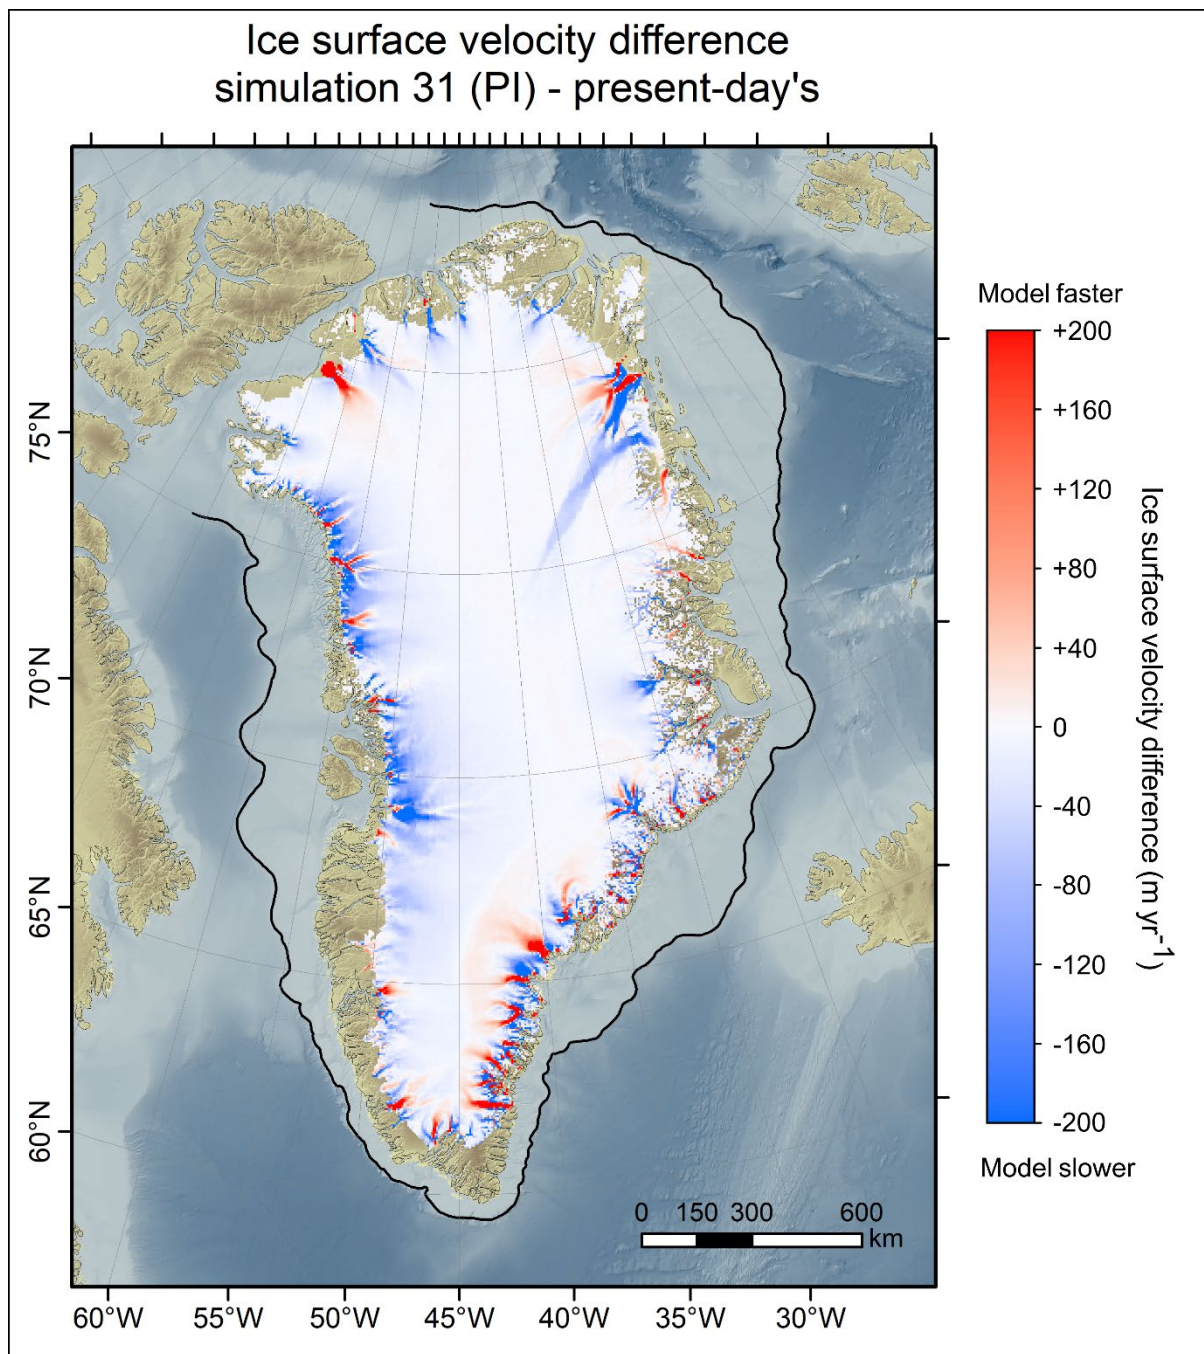 Ice surface velocity difference
simulation 31 (PI) - present-day's
Model faster
+200
+160
+120
+80
+40
0
-40
-80
-120
-160
-200
Model slower
Ice surface velocity difference (m yr⁻¹)
75°N
70°N
65°N
60°N
0 150 300 600
km
60°W 55°W 50°W 45°W 40°W 35°W 30°W